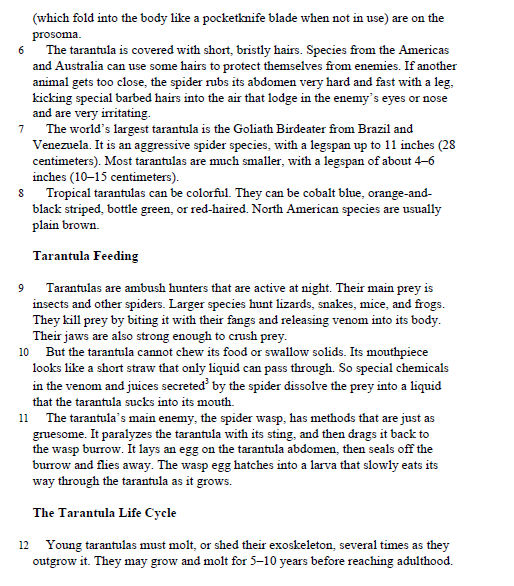 (which fold into the body like a pocketknife blade when not in use) are on the
prosoma.
6 The tarantula is covered with short, bristly hairs. Species from the Americas
and Australia can use some hairs to protect themselves from enemies. If another
animal gets too close, the spider rubs its abdomen very hard and fast with a leg,
kicking special barbed hairs into the air that lodge in the enemy's eyes or nose
and are very irritating.
7 The world's largest tarantula is the Goliath Birdeater from Brazil and
Venezuela. It is an aggressive spider species, with a legspan up to 11 inches (28
centimeters). Most tarantulas are much smaller, with a legspan of about 4–6
inches (10–15 centimeters).
8 Tropical tarantulas can be colorful. They can be cobalt blue, orange-and-
black striped, bottle green, or red-haired. North American species are usually
plain brown.
Tarantula Feeding
9 Tarantulas are ambush hunters that are active at night. Their main prey is
insects and other spiders. Larger species hunt lizards, snakes, mice, and frogs.
They kill prey by biting it with their fangs and releasing venom into its body.
Their jaws are also strong enough to crush prey.
10 But the tarantula cannot chew its food or swallow solids. Its mouthpiece
looks like a short straw that only liquid can pass through. So special chemicals
in the venom and juices secreted³ by the spider dissolve the prey into a liquid
that the tarantula sucks into its mouth.
11 The tarantula's main enemy, the spider wasp, has methods that are just as
gruesome. It paralyzes the tarantula with its sting, and then drags it back to
the wasp burrow. It lays an egg on the tarantula abdomen, then seals off the
burrow and flies away. The wasp egg hatches into a larva that slowly eats its
way through the tarantula as it grows.
The Tarantula Life Cycle
12 Young tarantulas must molt, or shed their exoskeleton, several times as they
outgrow it. They may grow and molt for 5–10 years before reaching adulthood.